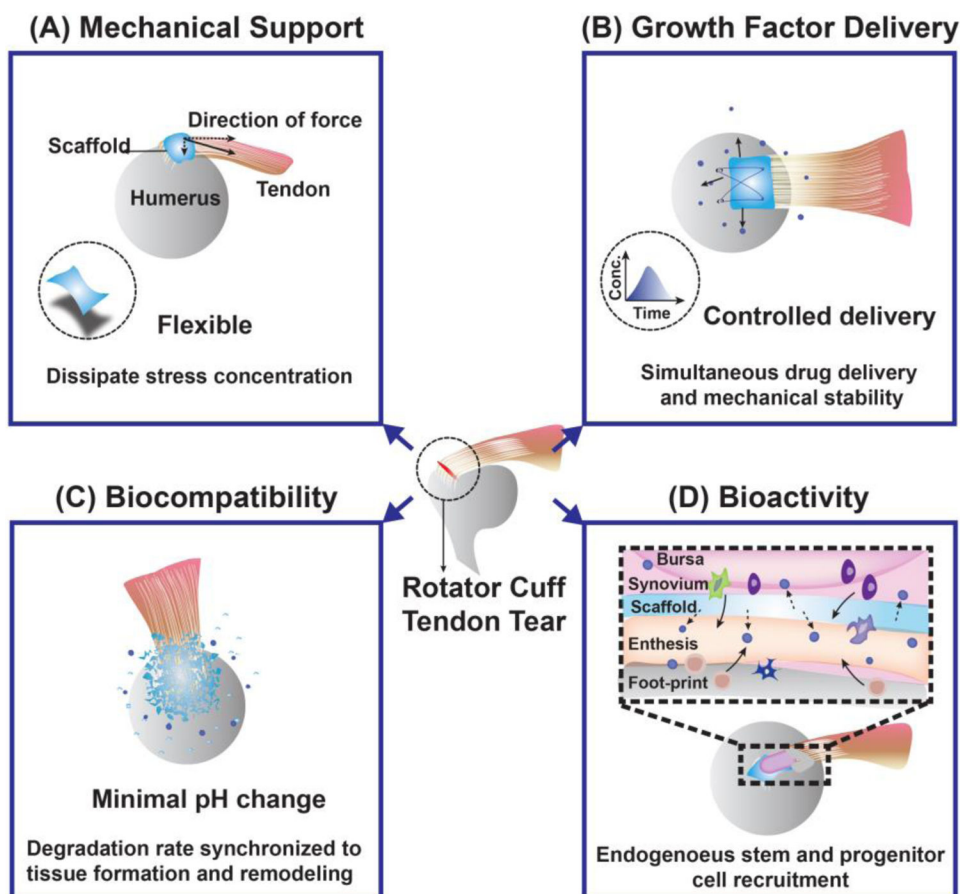 (A) Mechanical Support
Direction of force
Scaffold
Tendon
Humerus
Flexible
Dissipate stress concentration
(B) Growth Factor Delivery
Conc.
Time
Controlled delivery
Simultaneous drug delivery
and mechanical stability
Rotator Cuff
Tendon Tear
(C) Biocompatibility
Minimal pH change
Degradation rate synchronized to
tissue formation and remodeling
(D) Bioactivity
Bursa
Synovium
Scaffold
Enthesis
Foot-print
Endogenoeus stem and progenitor
cell recruitment